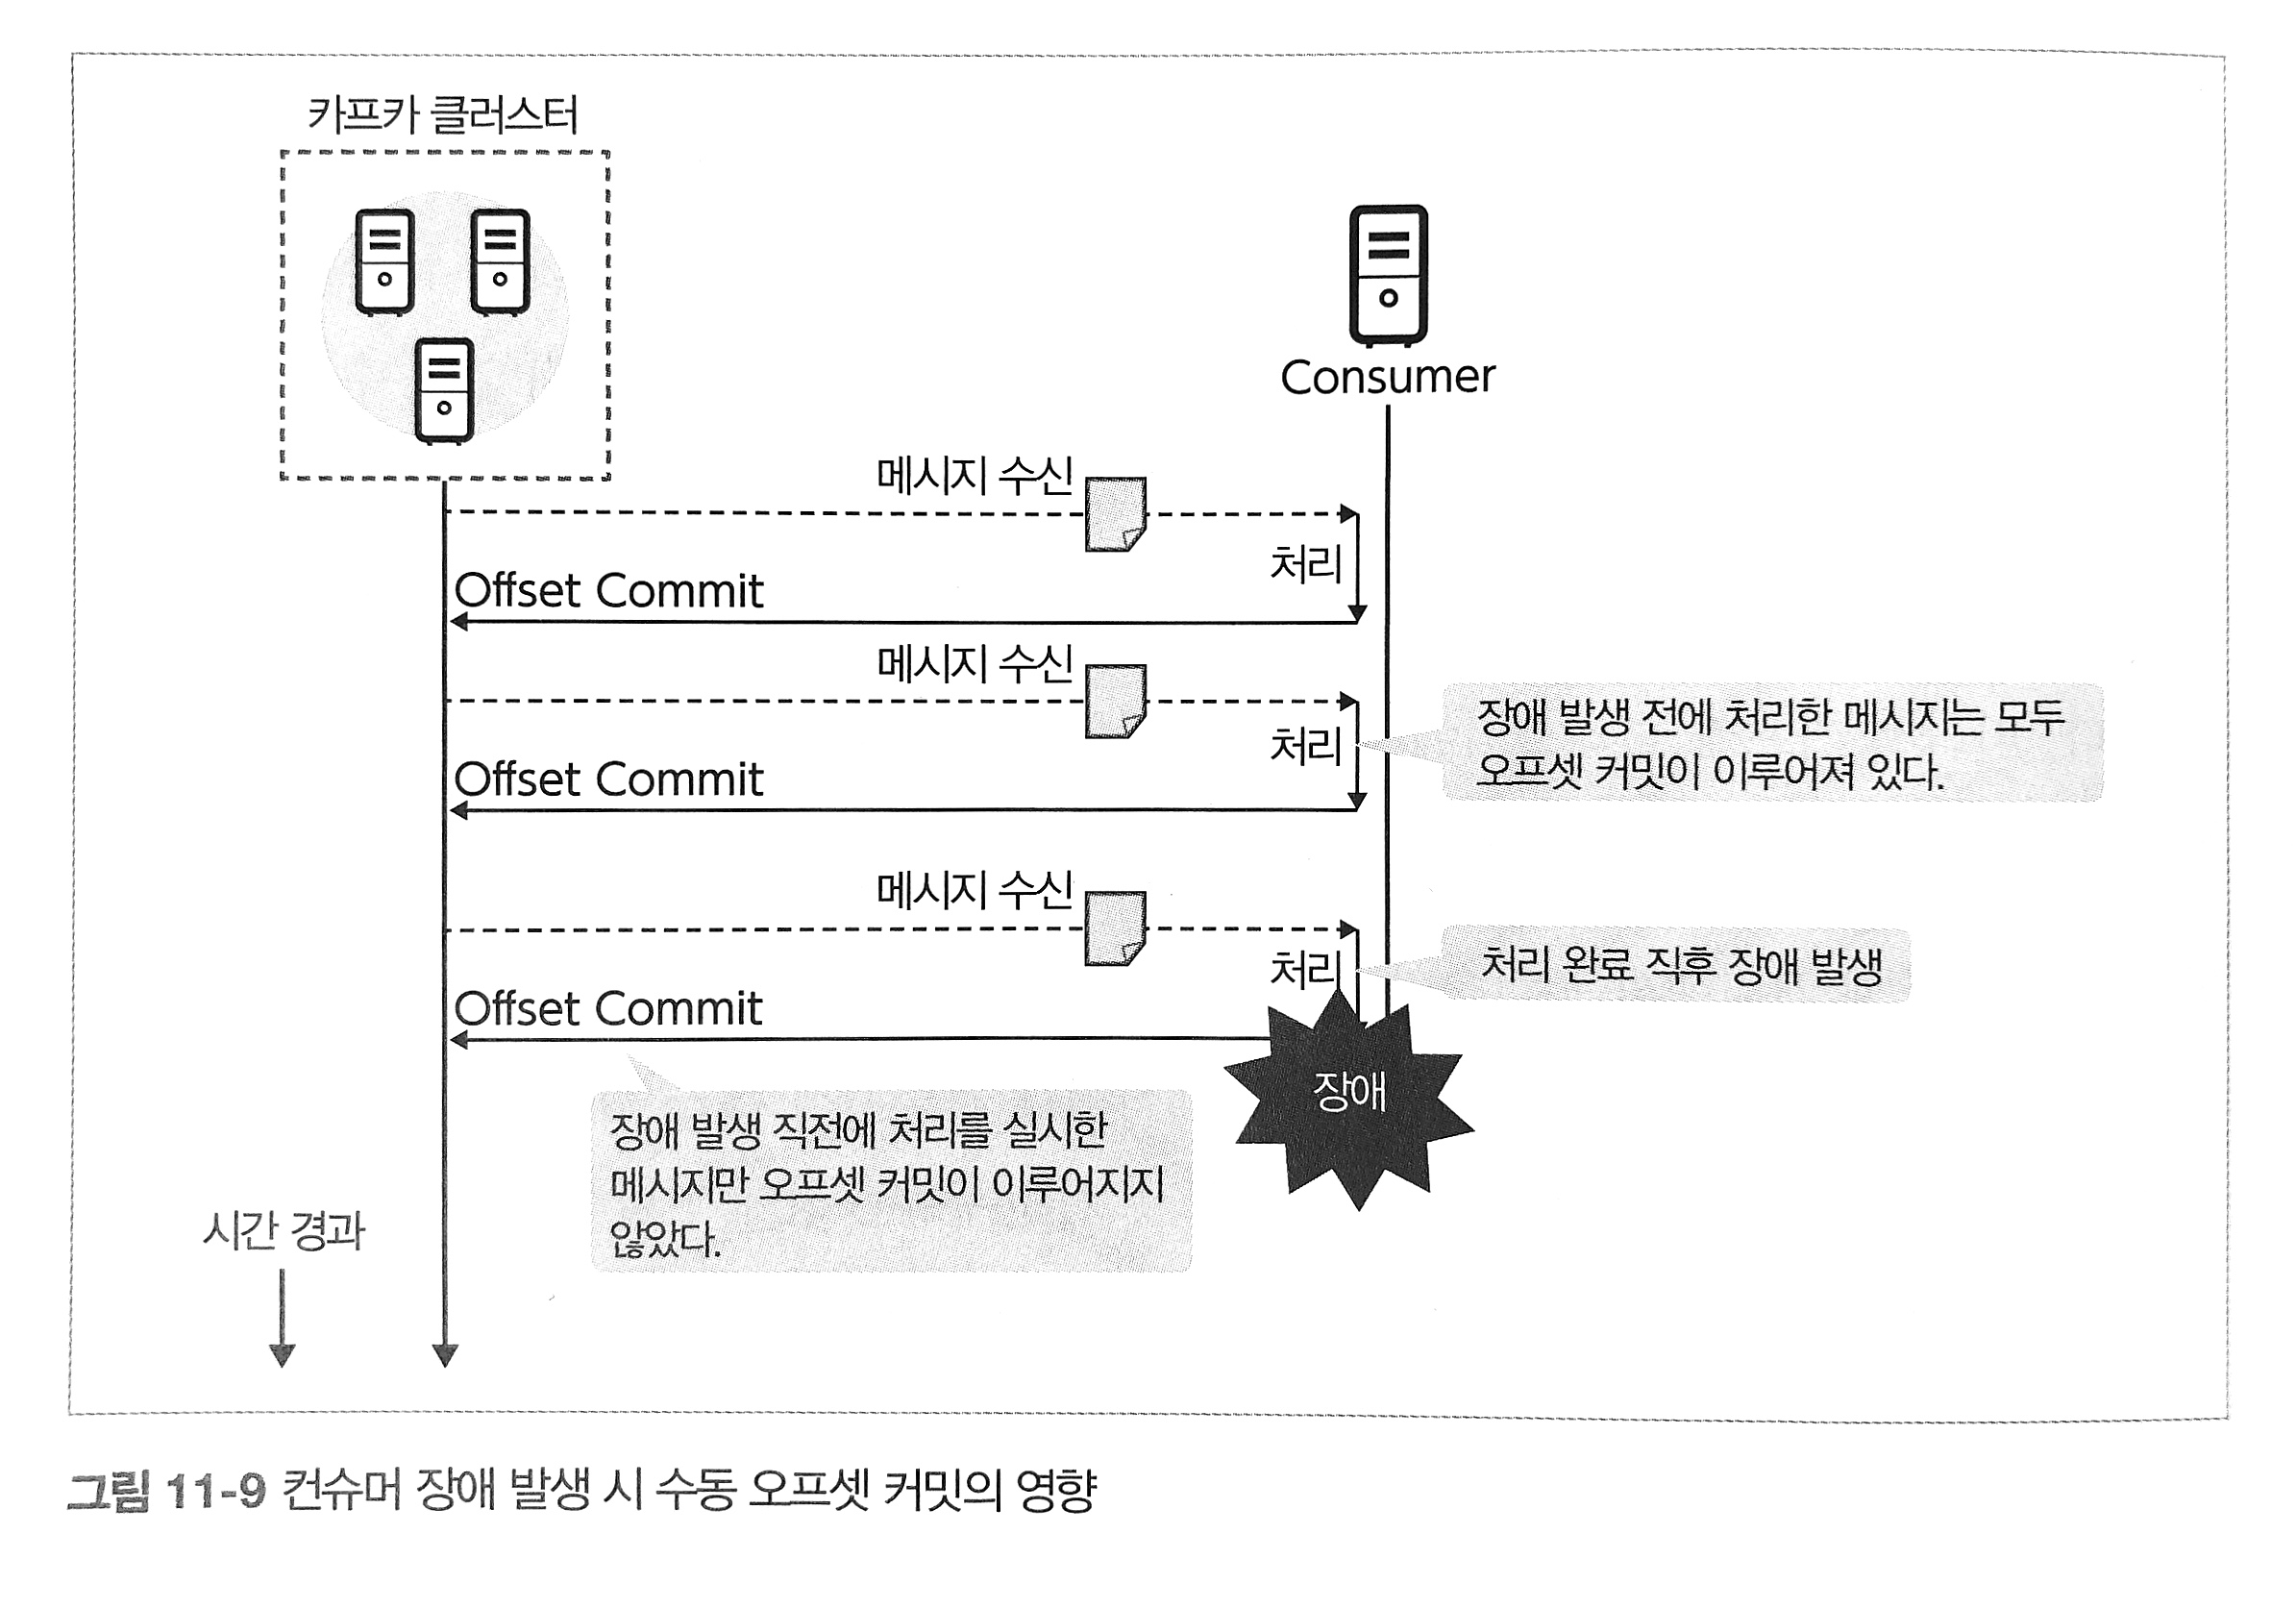 카프카 클러스터
Consumer
메시지 수신
처리
Offset Commit
메시지 수신
처리
장애 발생 전에 처리한 메시지는 모두
오프셋 커밋이 이루어져 있다.
Offset Commit
메시지 수신
처리
처리 완료 직후 장애 발생
Offset Commit
장애
장애 발생 직전에 처리를 실시한
메시지만 오프셋 커밋이 이루어지지
않았다.
시간 경과
그림 11-9 컨슈머 장애 발생 시 수동 오프셋 커밋의 영향